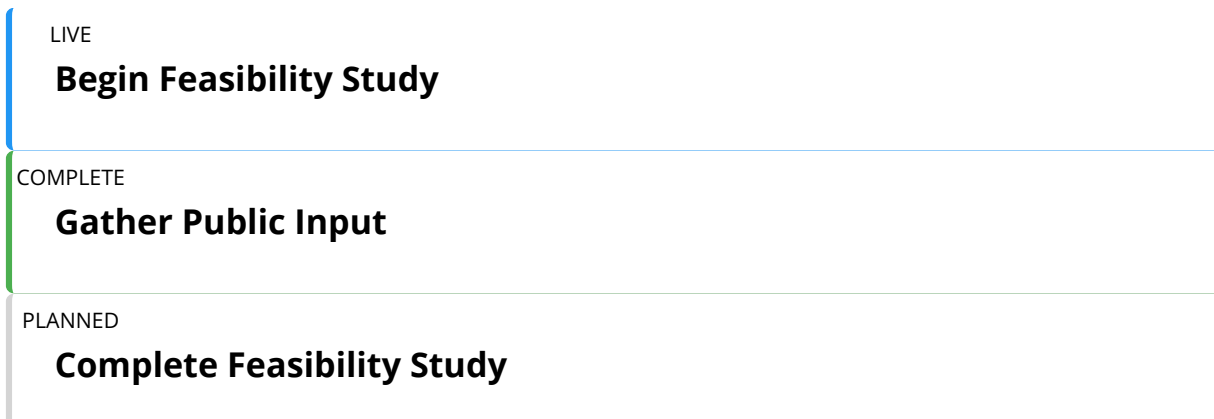 LIVE
Begin Feasibility Study
COMPLETE
Gather Public Input
PLANNED
Complete Feasibility Study